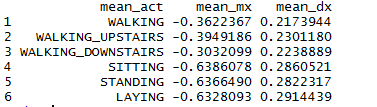 mean_act mean_mx mean_dx
1 WALKING -0.3622367 0.2173944
2 WALKING_UPSTAIRS -0.3949186 0.2301180
3 WALKING_DOWNSTAIRS -0.3032099 0.2238889
4 SITTING -0.6386078 0.2860521
5 STANDING -0.6366490 0.2822317
6 LAYING -0.6328093 0.2914439